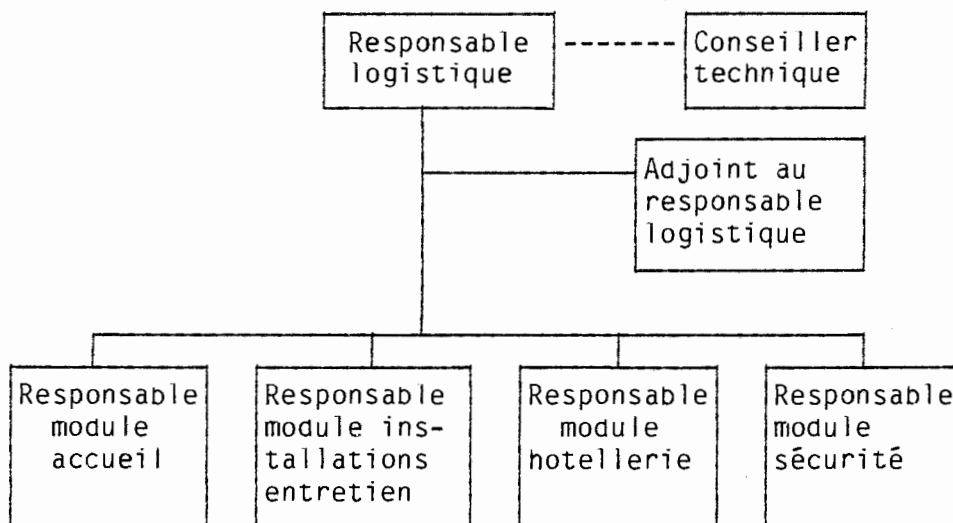 Responsable
logistique
Conseiller
technique
Adjoint au
responsable
logistique
Responsable
module
accueil
Responsable
module ins-
tallations
entretien
Responsable
module
hotellerie
Responsable
module
sécurité